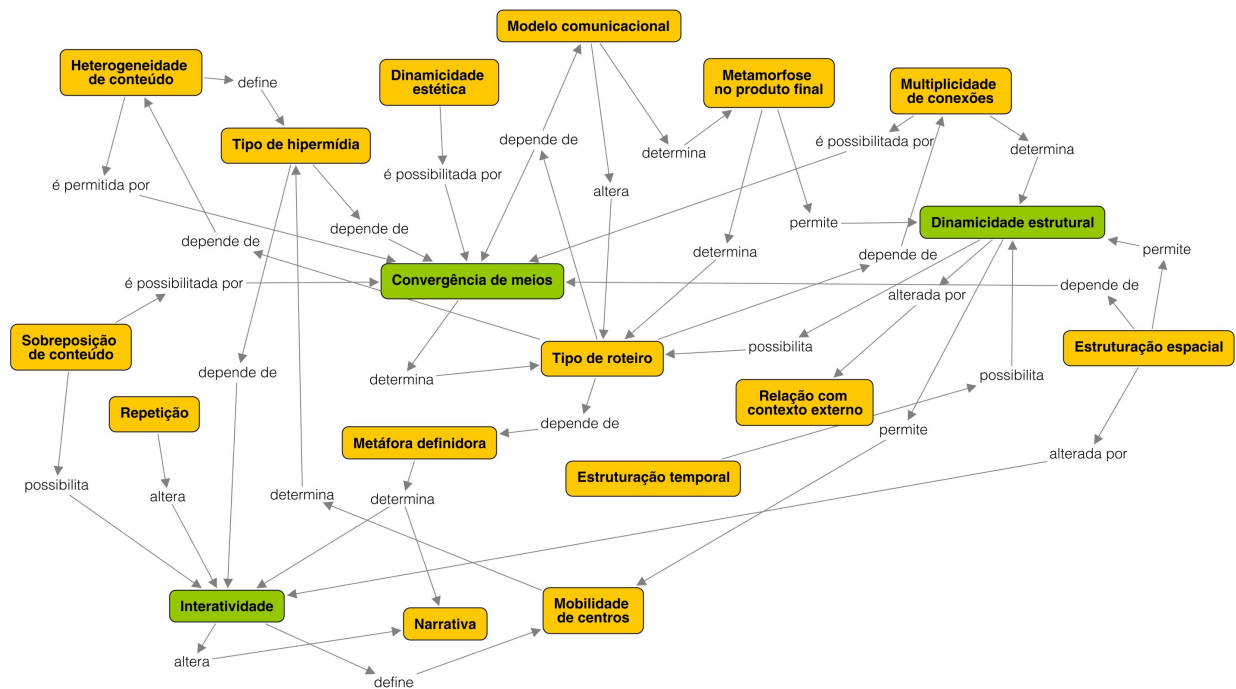 Modelo comunicacional
Heterogeneidade
de conteúdo
define
Dinamicidade
estética
Metamorfose
no produto final
Multiplicidade
de conexões
Tipo de hipermídia
depende de
determina
é possibilitada por
determina
é permitida por
é possibilitada por
altera
depende de
depende de
determina
permite
Dinamicidade estrutural
permite
depende de
é possibilitada por
Convergência de meios
alterada por
depende de
Sobreposição
de conteúdo
depende de
determina
Tipo de roteiro
possibilita
Estruturação espacial
possibilita
Repetição
Relação com
contexto externo
depende de
permite
Metáfora definidora
alterada por
Estruturação temporal
possibilita
altera
determina
determina
Interatividade
Narrativa
Mobilidade
de centros
altera
define